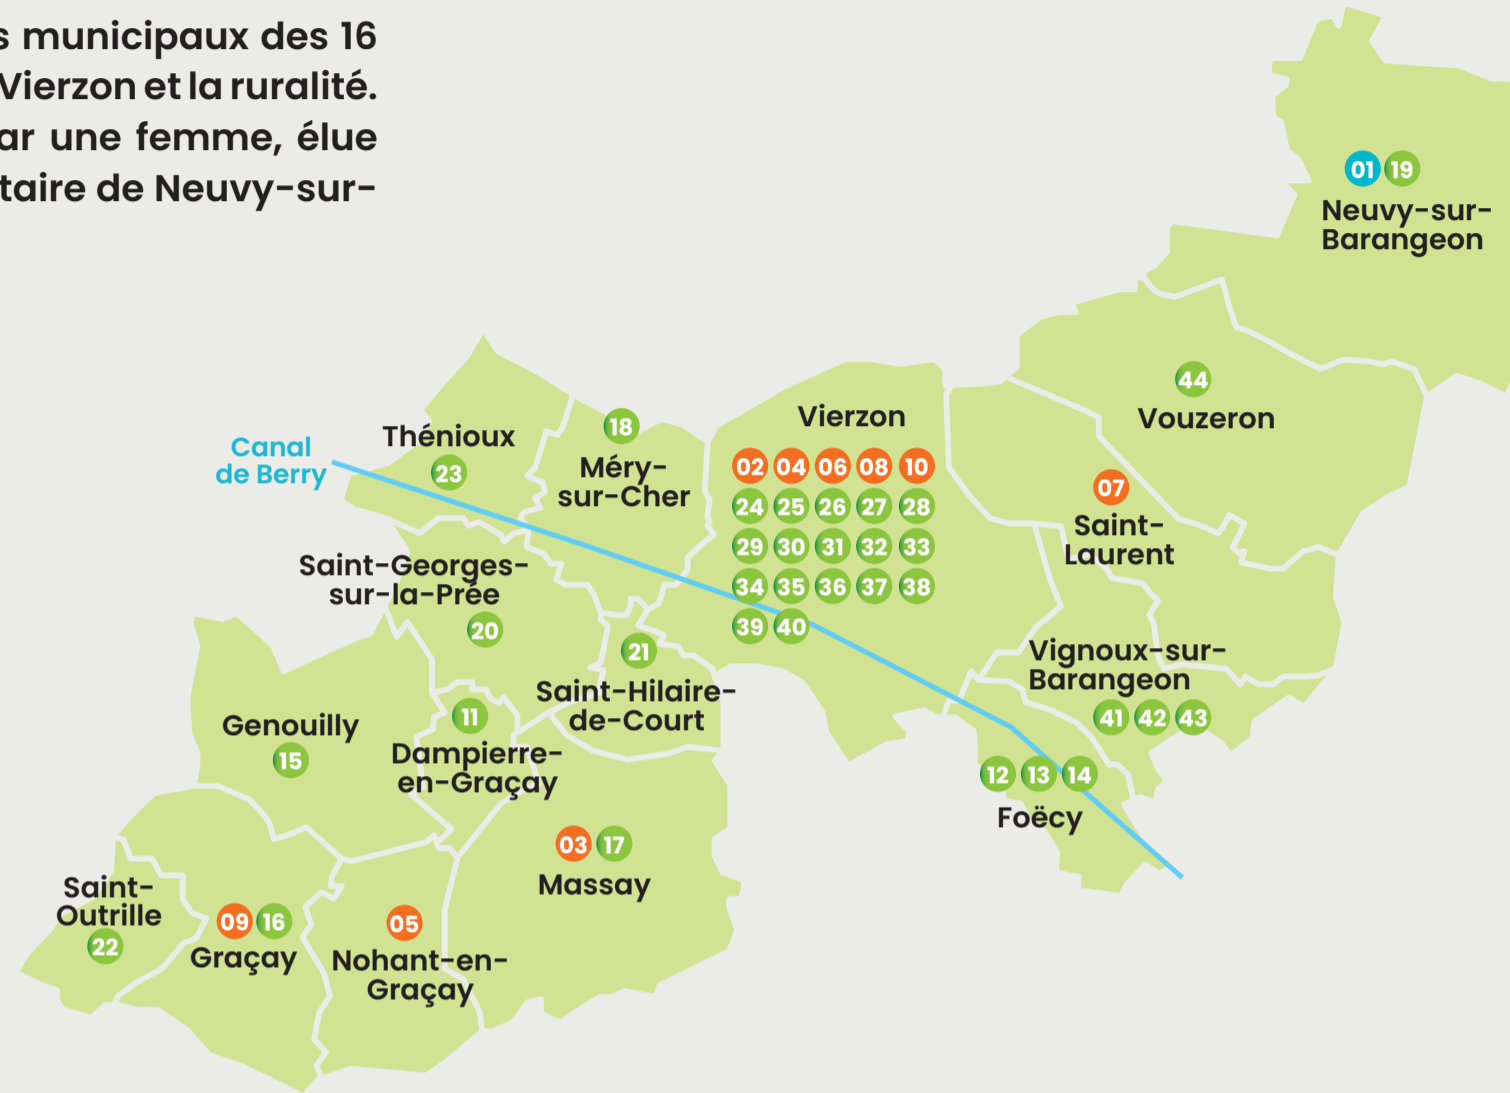 s municipaux des 16
Vierzon et la ruralité.
ar une femme, élue
taire de Neuvy-sur-
01 19
Neuvy-sur-
Barangeon
44
Vouzeron
Vierzon
02 04 06 08 10
24 25 26 27 28
29 30 31 32 33
34 35 36 37 38
39 40
18
Méry-
sur-Cher
Thénioux
23
Canal
de Berry
07
Saint-
Laurent
Saint-Georges-
sur-la-Prée
20
21
Saint-Hilaire-
de-Court
Vignoux-sur-
Barangeon
41 42 43
12 13 14
Foëcy
Genouilly
15
11
Dampierre-
en-Graçay
03 17
Massay
Saint-
Outrille
22
09 16
Graçay
05
Nohant-en-
Graçay